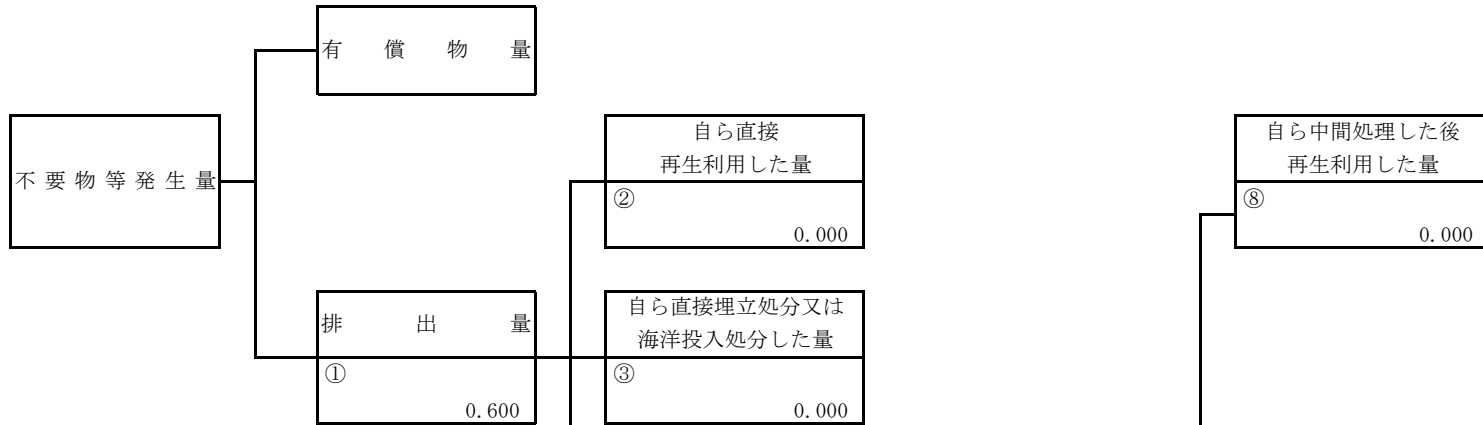 有償物量
不要物等発生量
自ら直接
再生利用した量
②
0.000
自ら中間処理した後
再生利用した量
⑧
0.000
排出量
①
0.600
自ら直接埋立処分又は
海洋投入処分した量
③
0.000